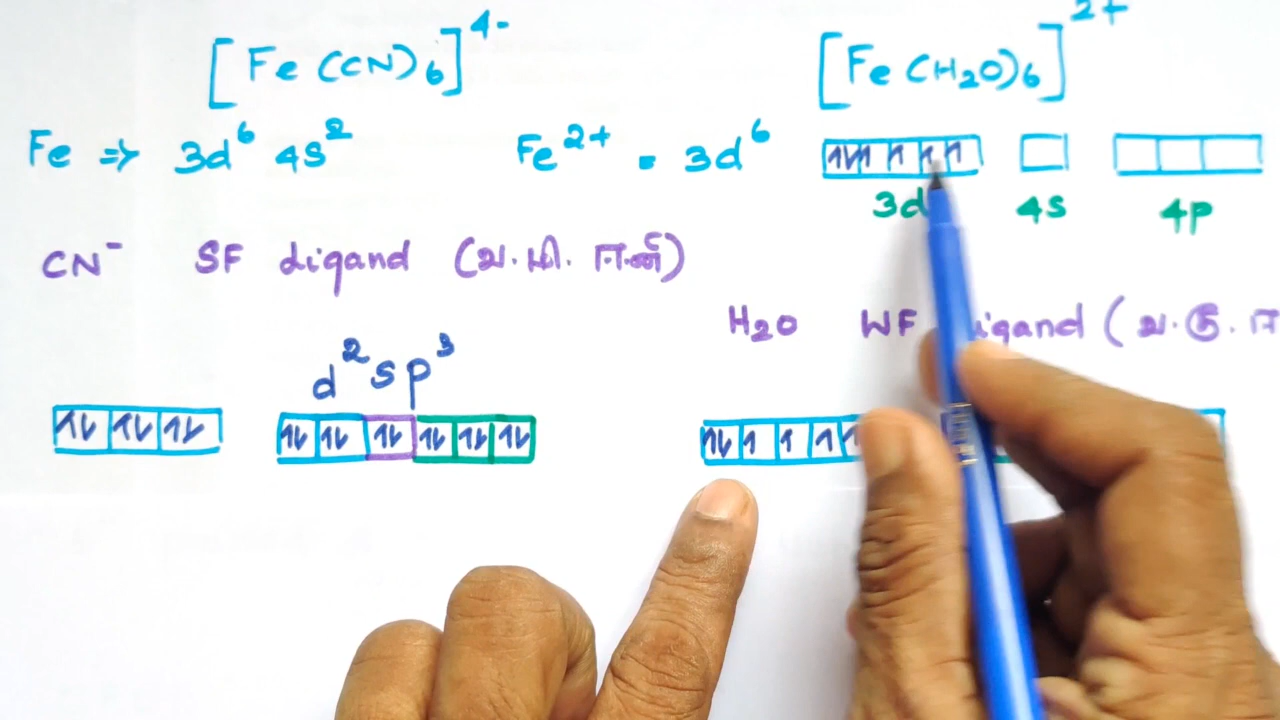 [Fe(CN)₆]⁴⁻ [Fe(H₂O)₆]²⁺
Fe ⇒ 3d⁶ 4s² Fe²⁺ = 3d⁶ ↿⇂ ↿ ↿ ↿ ↿
3d 4s 4p
CN⁻ SF Ligand
H₂O WF
d²sp³
↿⇂ ↿⇂ ↿⇂ ↿⇂ ↿⇂ ↿⇂ ↿⇂ ↿⇂ ↿⇂ ↿⇂ ↿ ↿ ↿ ↿